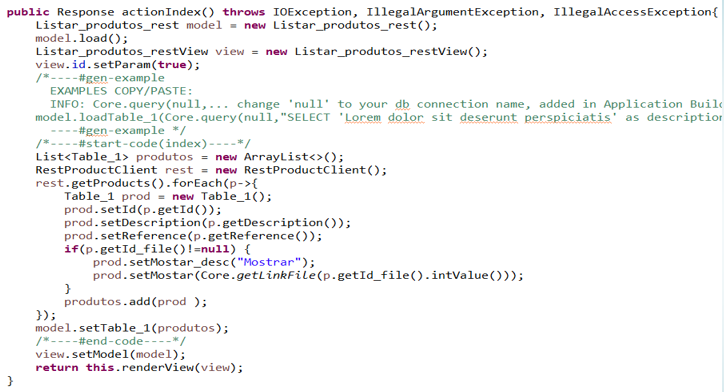 public Response actionIndex() throws IOException, IllegalArgumentException, IllegalAccessException{
    Listar_produtos_rest model = new Listar_produtos_rest();
    model.load();
    Listar_produtos_restView view = new Listar_produtos_restView();
    view.id.setParam(true);
    /*----#gen-example
      EXAMPLES COPY/PASTE:
      INFO: Core.query(null,... change 'null' to your db connection name, added in Application Buil
    model.loadTable_1(Core.query(null,"SELECT 'Lorem dolor sit deserunt perspiciatis' as description
      ----#gen-example */
    /*----#start-code(index)----*/
    List<Table_1> produtos = new ArrayList<>();
    RestProductClient rest = new RestProductClient();
    rest.getProducts().forEach(p->{
        Table_1 prod = new Table_1();
        prod.setId(p.getId());
        prod.setDescription(p.getDescription());
        prod.setReference(p.getReference());
        if(p.getId_file()!=null) {
            prod.setMostar_desc("Mostrar");
            prod.setMostar(Core.getLinkFile(p.getId_file().intValue()));
        }
        produtos.add(prod );
    });
    model.setTable_1(produtos);
    /*----#end-code----*/
    view.setModel(model);
    return this.renderView(view);
}